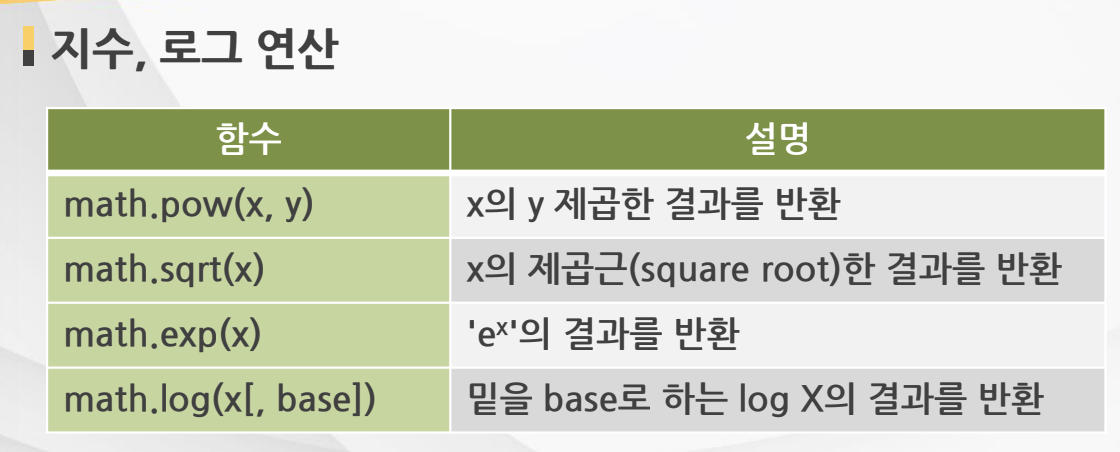 지수, 로그 연산
함수 설명
math.pow(x, y) x의 y 제곱한 결과를 반환
math.sqrt(x) x의 제곱근(square root)한 결과를 반환
math.exp(x) 'eˣ'의 결과를 반환
math.log(x[, base]) 밑을 base로 하는 log X의 결과를 반환